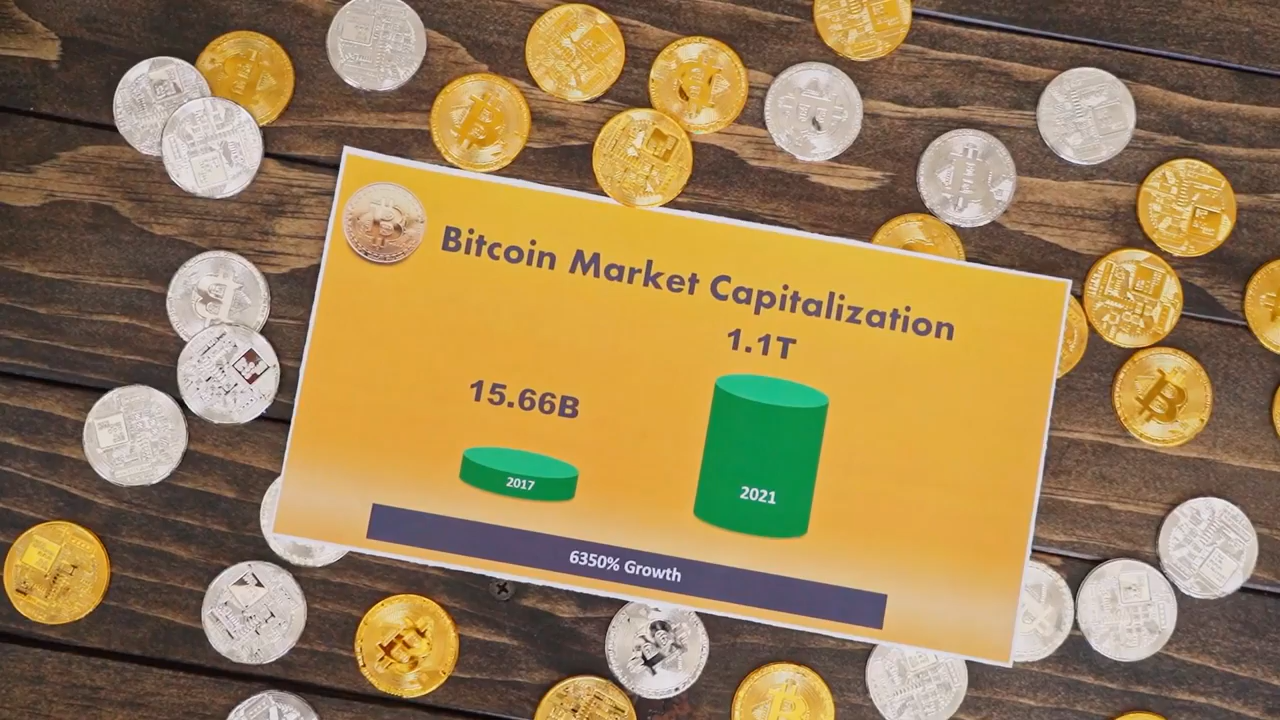 Bitcoin Market Capitalization
1.1T
15.66B
2017
2021
6350% Growth